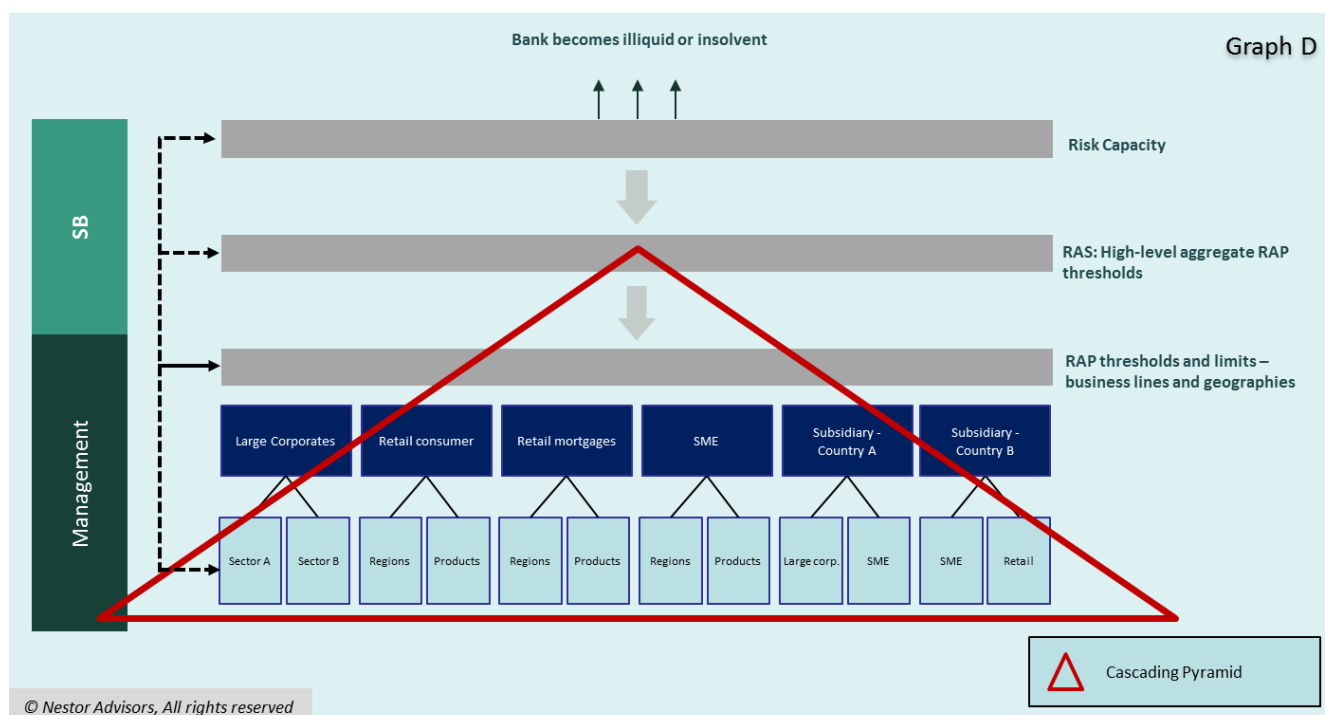 Bank becomes illiquid or insolvent
Graph D
SB
Risk Capacity
RAS: High-level aggregate RAP
thresholds
Management
RAP thresholds and limits –
business lines and geographies
Large Corporates
Retail consumer
Retail mortgages
SME
Subsidiary -
Country A
Subsidiary -
Country B
Sector A
Sector B
Regions
Products
Regions
Products
Regions
Products
Large corp.
SME
SME
Retail
Cascading Pyramid
© Nestor Advisors, All rights reserved